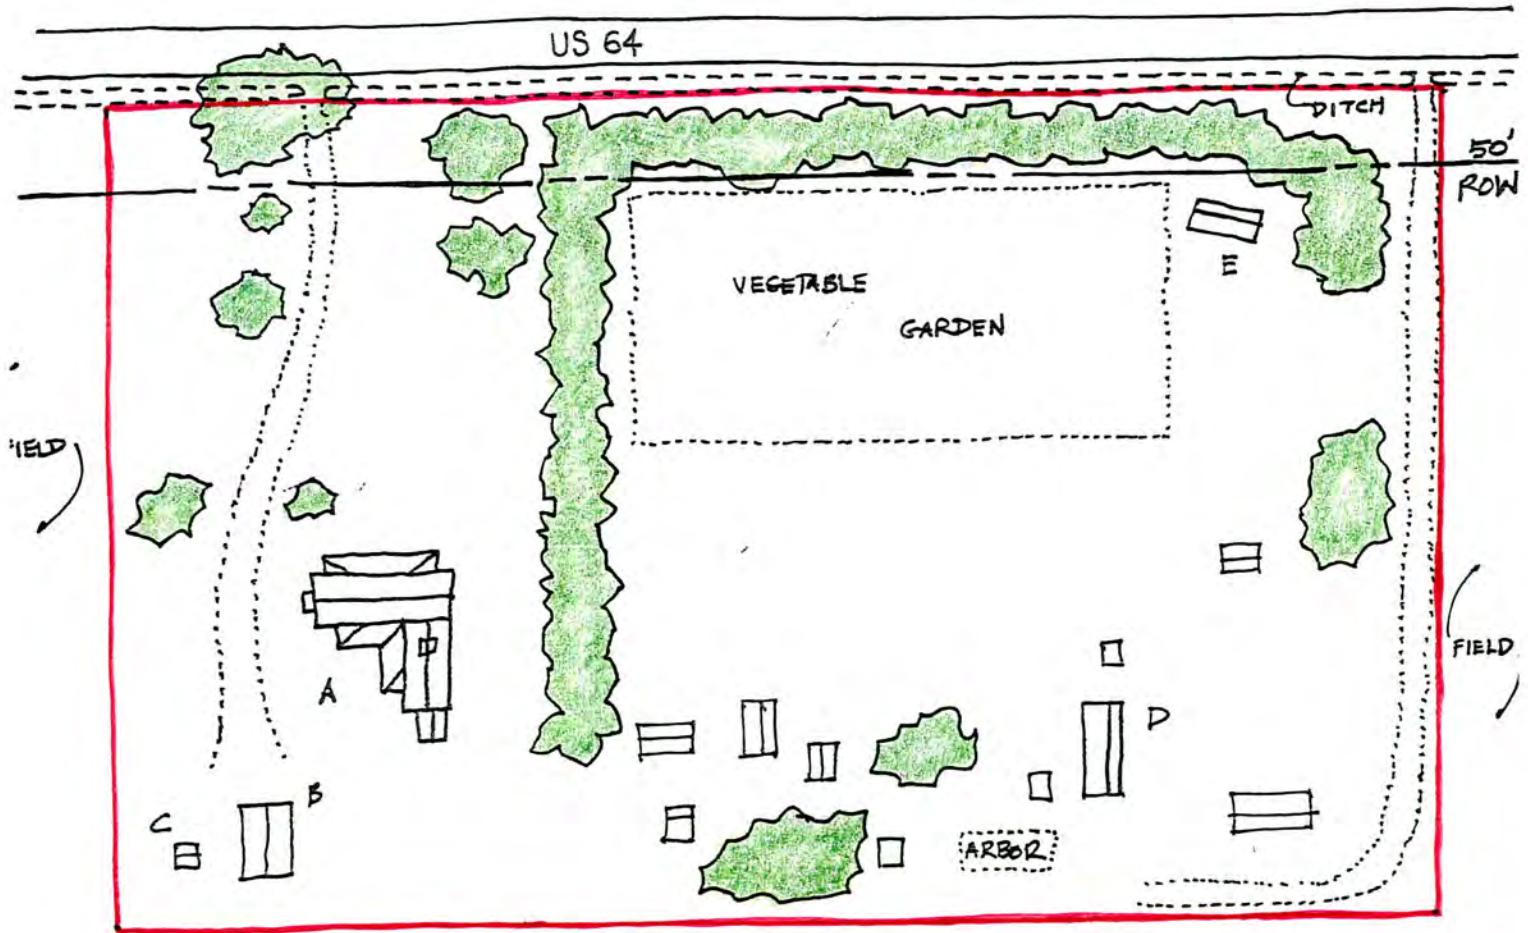 US 64
DITCH
50'
ROW
VEGETABLE
GARDEN
E
IELD
FIELD
A
D
B
C
ARBOR